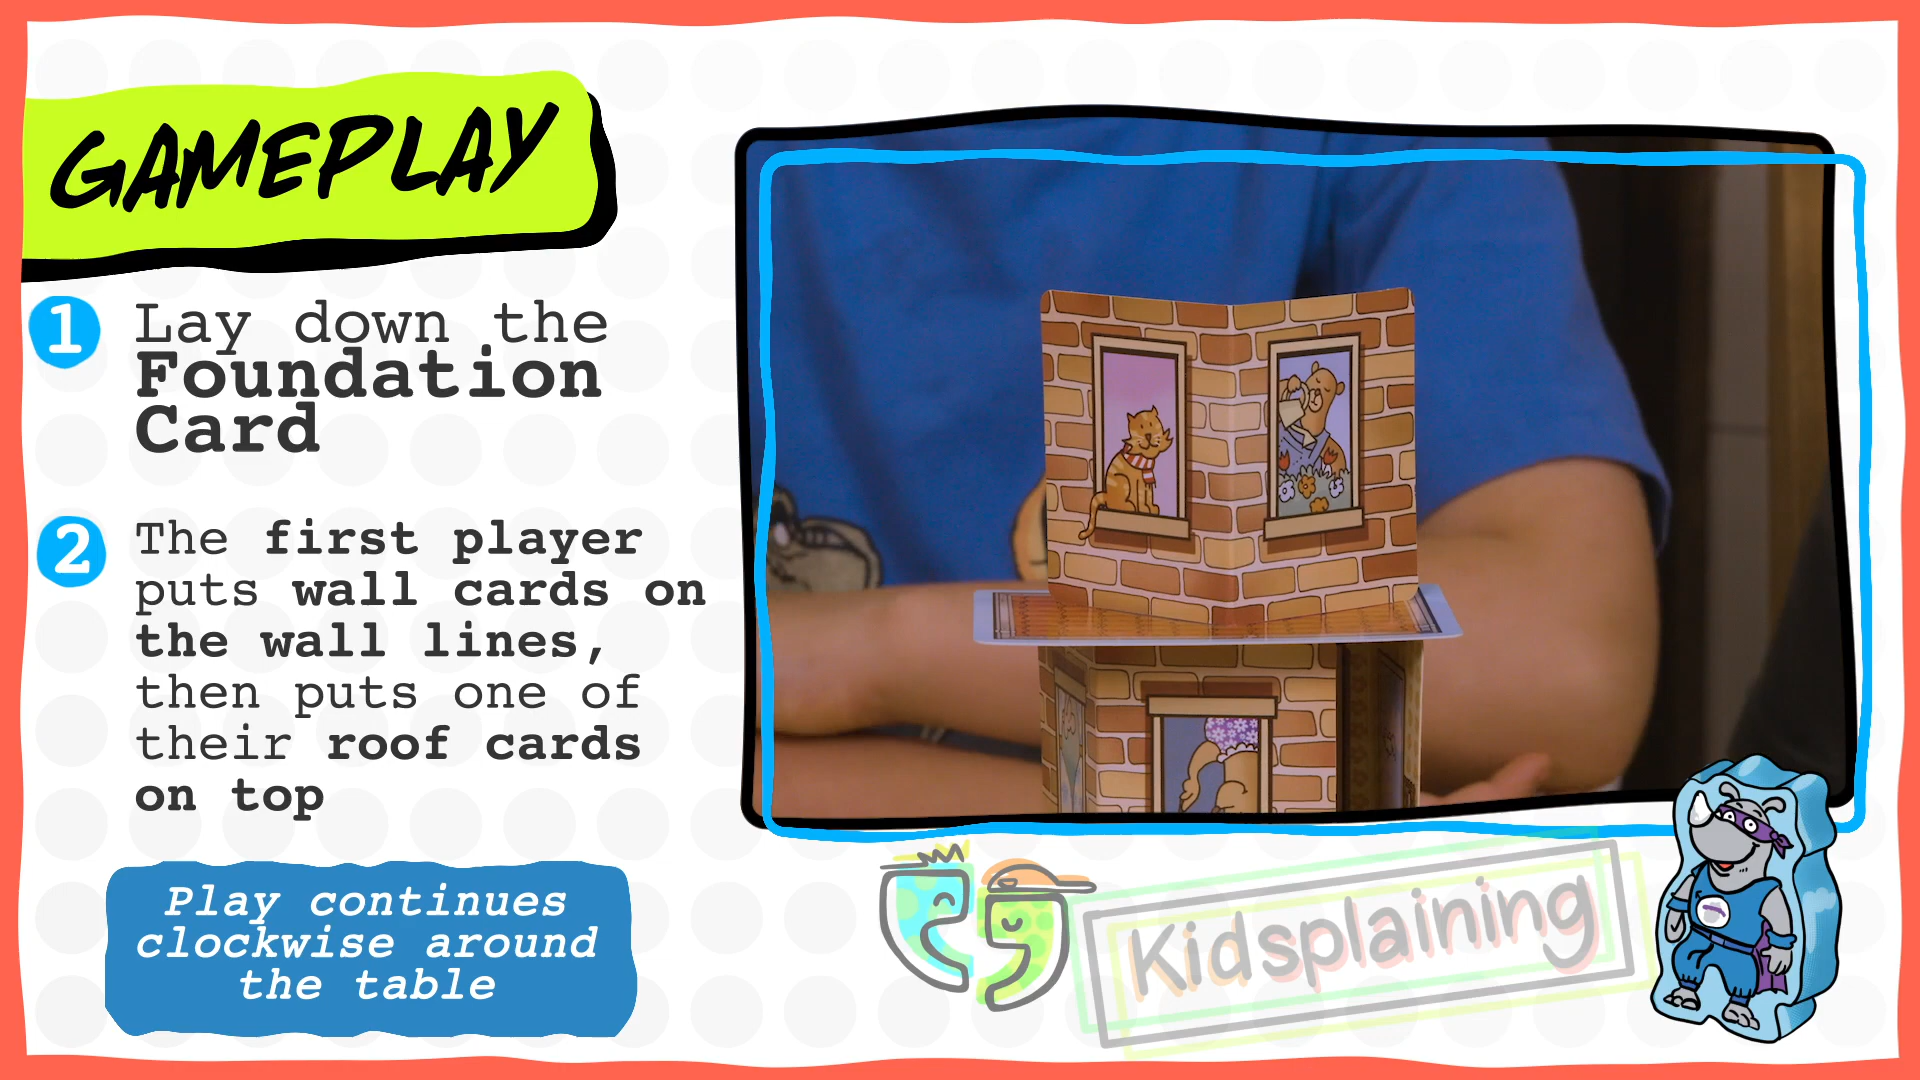 GAMEPLAY
1
Lay down the
Foundation
Card
2
The first player
puts wall cards on
the wall lines,
then puts one of
their roof cards
on top
Play continues
clockwise around
the table
Kidsplaining